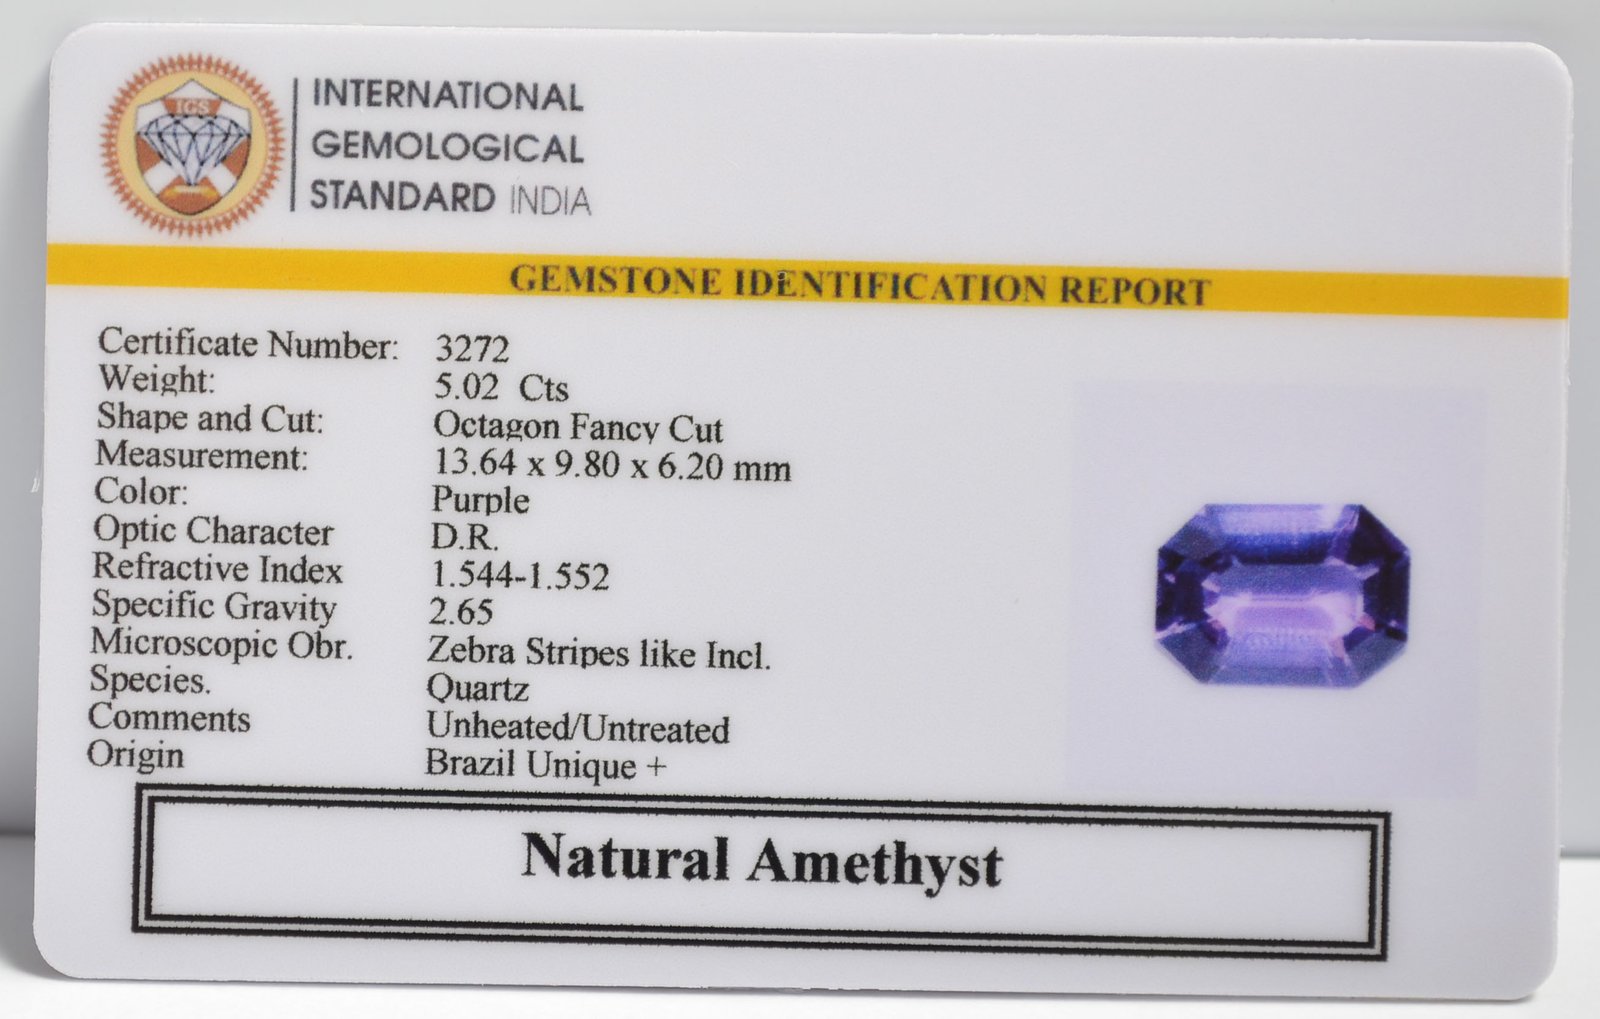 IGS
INTERNATIONAL
GEMOLOGICAL
STANDARD INDIA
GEMSTONE IDENTIFICATION REPORT
Certificate Number: 3272
Weight: 5.02 Cts
Shape and Cut: Octagon Fancy Cut
Measurement: 13.64 x 9.80 x 6.20 mm
Color: Purple
Optic Character D.R.
Refractive Index 1.544-1.552
Specific Gravity 2.65
Microscopic Obr. Zebra Stripes like Incl.
Species. Quartz
Comments Unheated/Untreated
Origin Brazil Unique +
Natural Amethyst